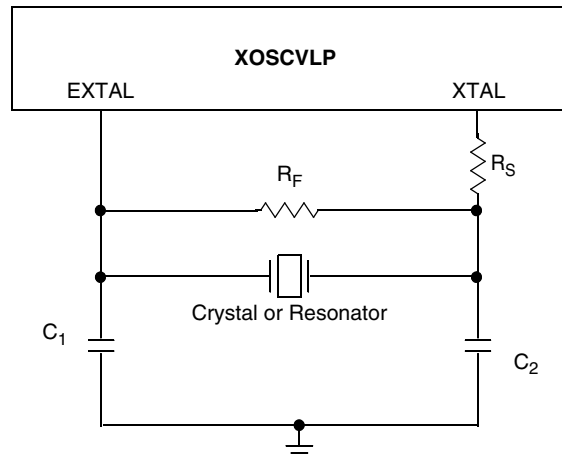 XOSCVLP
EXTAL XTAL
R_F
R_S
Crystal or Resonator
C_1
C_2